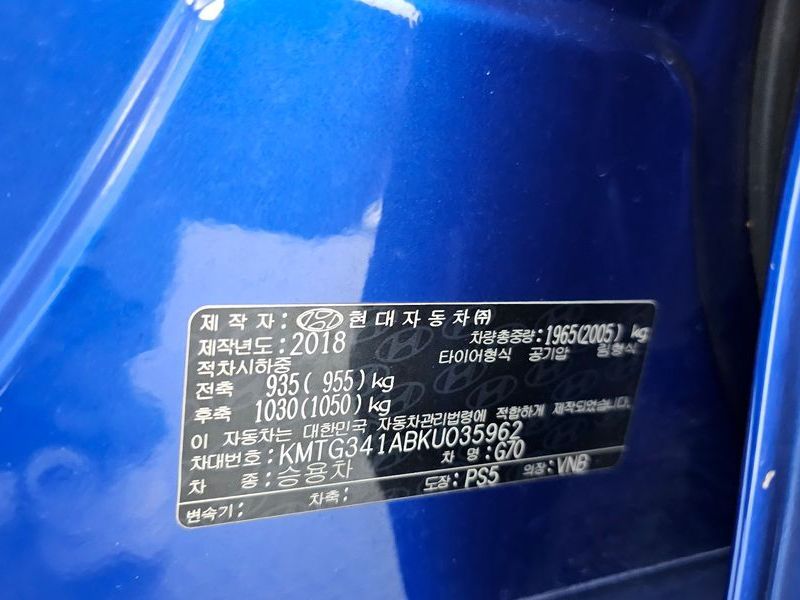 제 작 자 : 현 대 자 동 차 ㈜
제작년도 : 2018 차량총중량: 1965(2005) kg
적차시하중 타이어형식 공기압 림형식
전축 935( 955)kg
후축 1030(1050)kg
이 자동차는 대한민국 자동차관리법령에 적합하게 제작되었음
차대번호: KMTG341ABKU035962
차 종: 승용차 차 명: G70
변속기: 차축: 도장: PS5 외장: VNB